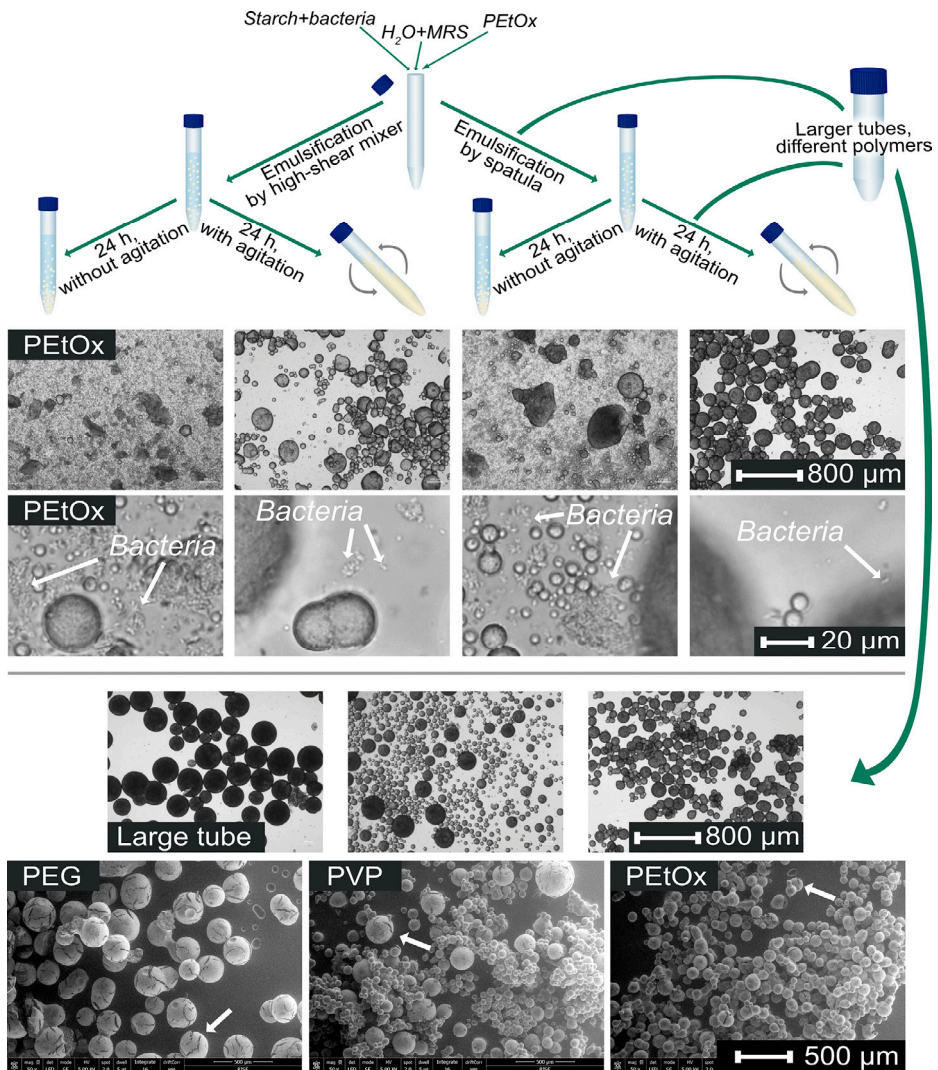 Starch+bacteria
H₂O+MRS
PEtOx
Emulsification
by high-shear mixer
Emulsification
by spatula
Larger tubes,
different polymers
24 h,
without agitation
24 h,
with agitation
24 h,
without agitation
24 h,
with agitation
PEtOx
800 µm
PEtOx
Bacteria
Bacteria
Bacteria
Bacteria
20 µm
Large tube
800 µm
PEG
PVP
PEtOx
500 µm